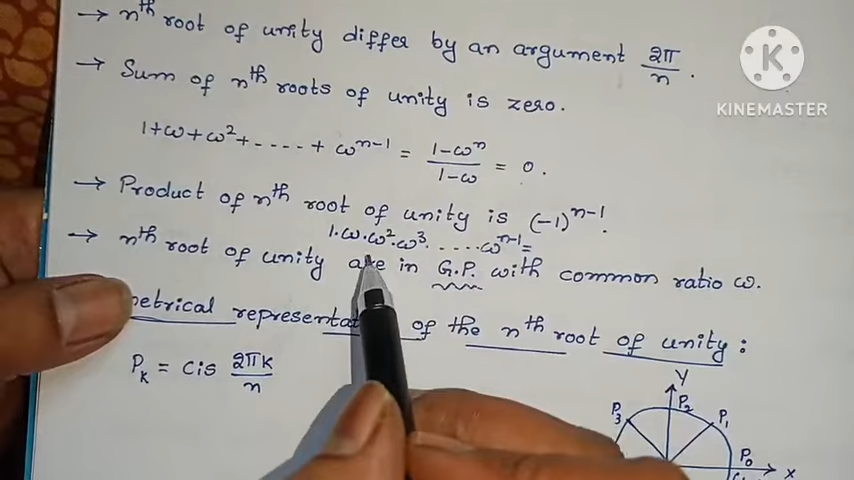 → nth root of unity differ by an argument 2π/n.
→ Sum of nth roots of unity is zero.
1+ω+ω²+.....+ ωⁿ⁻¹ = 1-ωⁿ/1-ω = 0.
→ Product of nth root of unity is (-1)ⁿ⁻¹.
1.ω.ω².ω³......ωⁿ⁻¹=
→ nth root of unity are in G.P. with common ratio ω.
metrical representat of the nth root of unity :
Pₖ = cis 2πk/n
Y
P₂
P₃ P₁
P₀
X
K
KINEMASTER